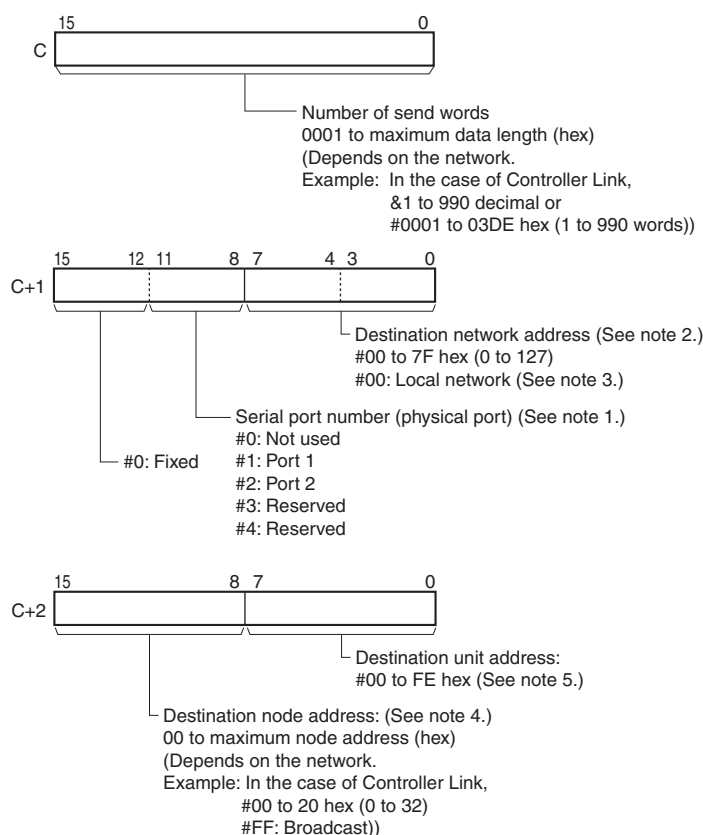 15 0
C
Number of send words
0001 to maximum data length (hex)
(Depends on the network.
Example: In the case of Controller Link,
&1 to 990 decimal or
#0001 to 03DE hex (1 to 990 words))
15 12 11 8 7 4 3 0
C+1
Destination network address (See note 2.)
#00 to 7F hex (0 to 127)
#00: Local network (See note 3.)
Serial port number (physical port) (See note 1.)
#0: Not used
#0: Fixed
#1: Port 1
#2: Port 2
#3: Reserved
#4: Reserved
15 8 7 0
C+2
Destination unit address:
#00 to FE hex (See note 5.)
Destination node address: (See note 4.)
00 to maximum node address (hex)
(Depends on the network.
Example: In the case of Controller Link,
#00 to 20 hex (0 to 32)
#FF: Broadcast))